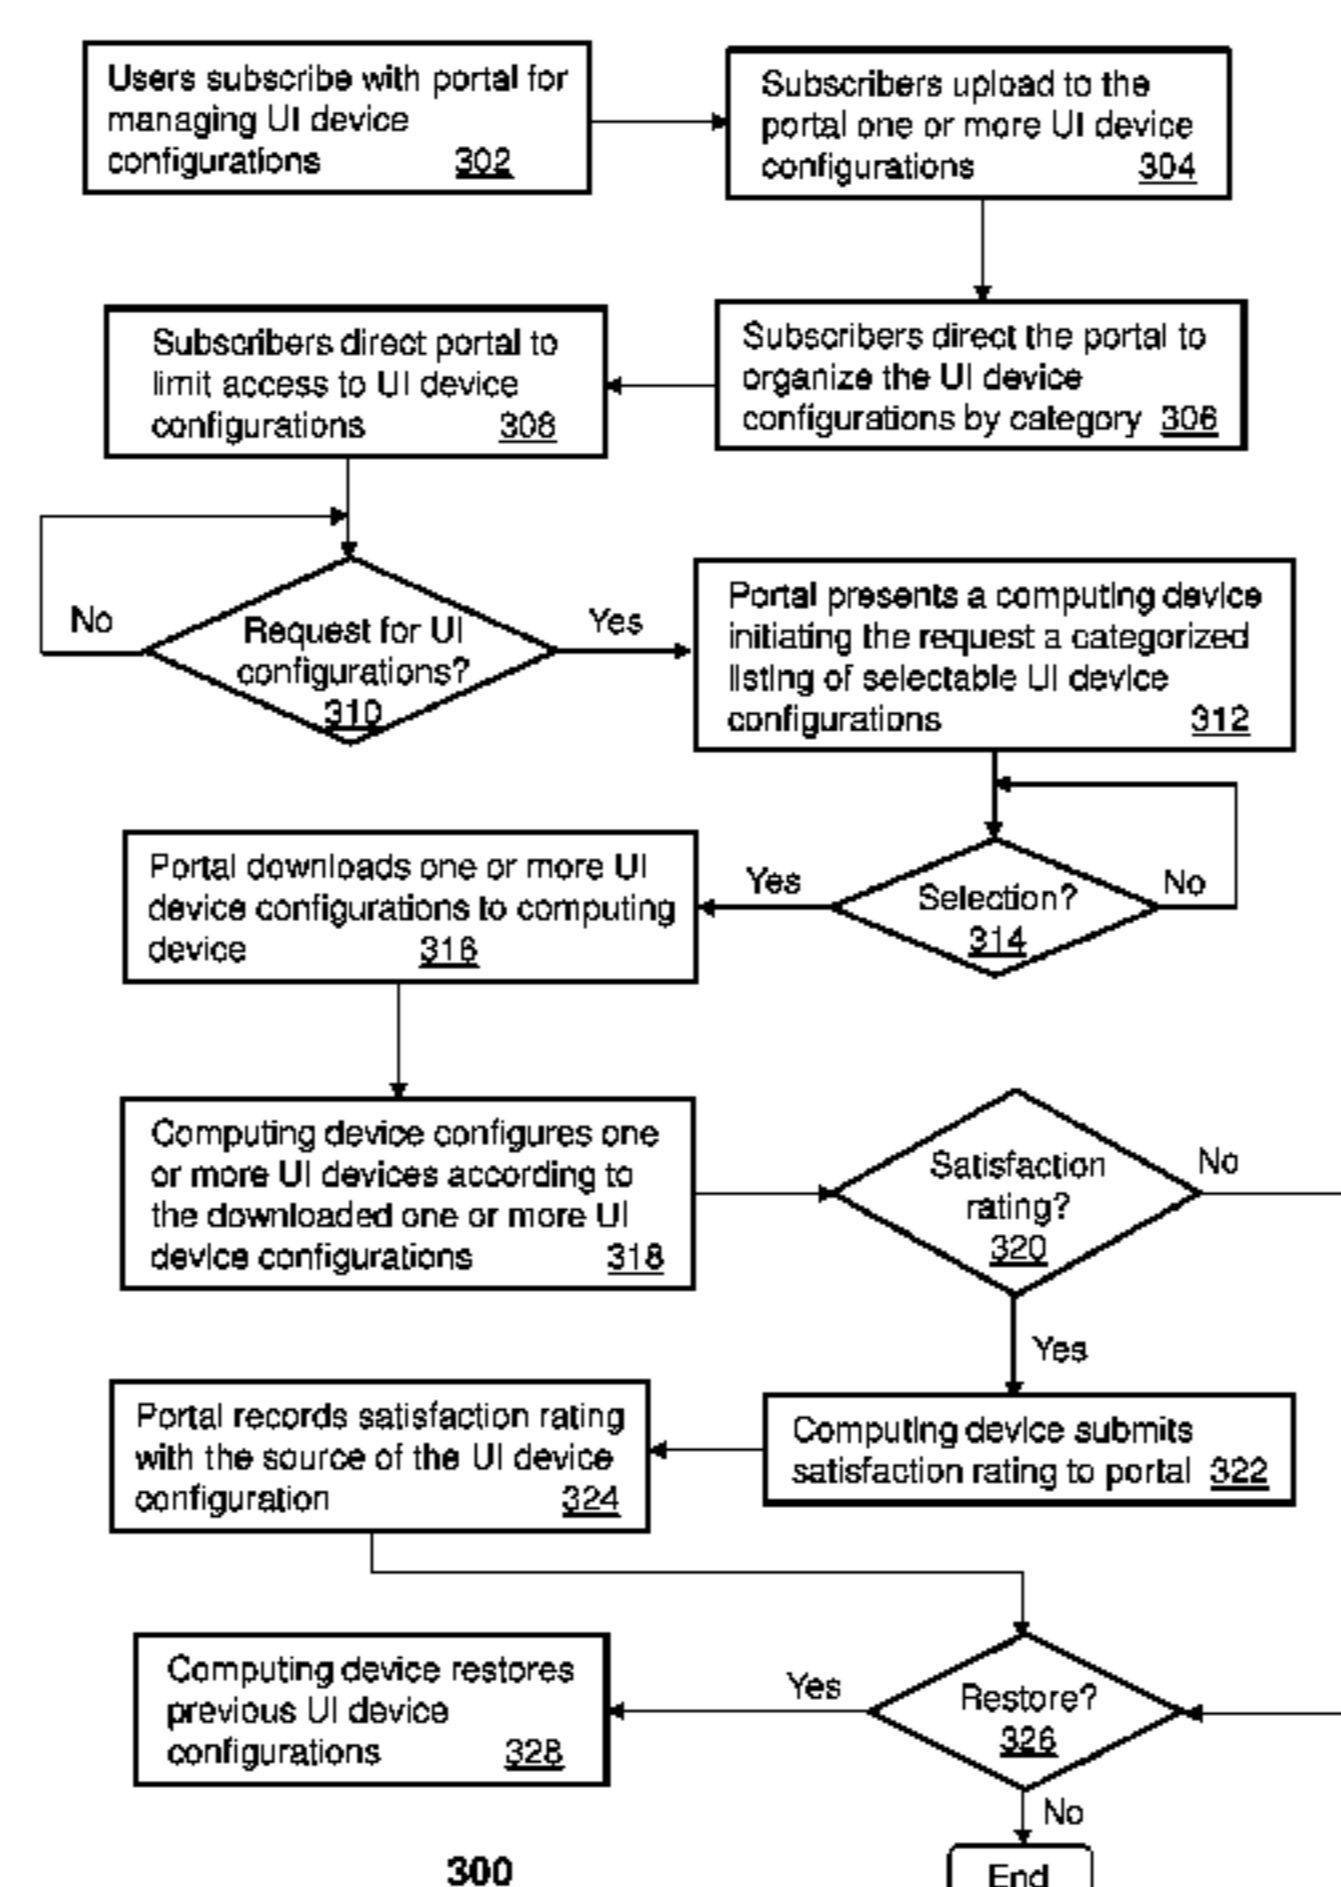 Users subscribe with portal for
managing UI device
configurations 302
Subscribers upload to the
portal one or more UI device
configurations 304
Subscribers direct the portal to
organize the UI device
configurations by category 306
Subscribers direct portal to
limit access to UI device
configurations 308
Request for UI
configurations?
310
No
Yes
Portal presents a computing device
initiating the request a categorized
listing of selectable UI device
configurations 312
Selection?
314
No
Yes
Portal downloads one or more UI
device configurations to computing
device 316
Computing device configures one
or more UI devices according to
the downloaded one or more UI
device configurations 318
Satisfaction
rating?
320
No
Yes
Computing device submits
satisfaction rating to portal 322
Portal records satisfaction rating
with the source of the UI device
configuration 324
Restore?
326
Yes
Computing device restores
previous UI device
configurations 328
No
End
300